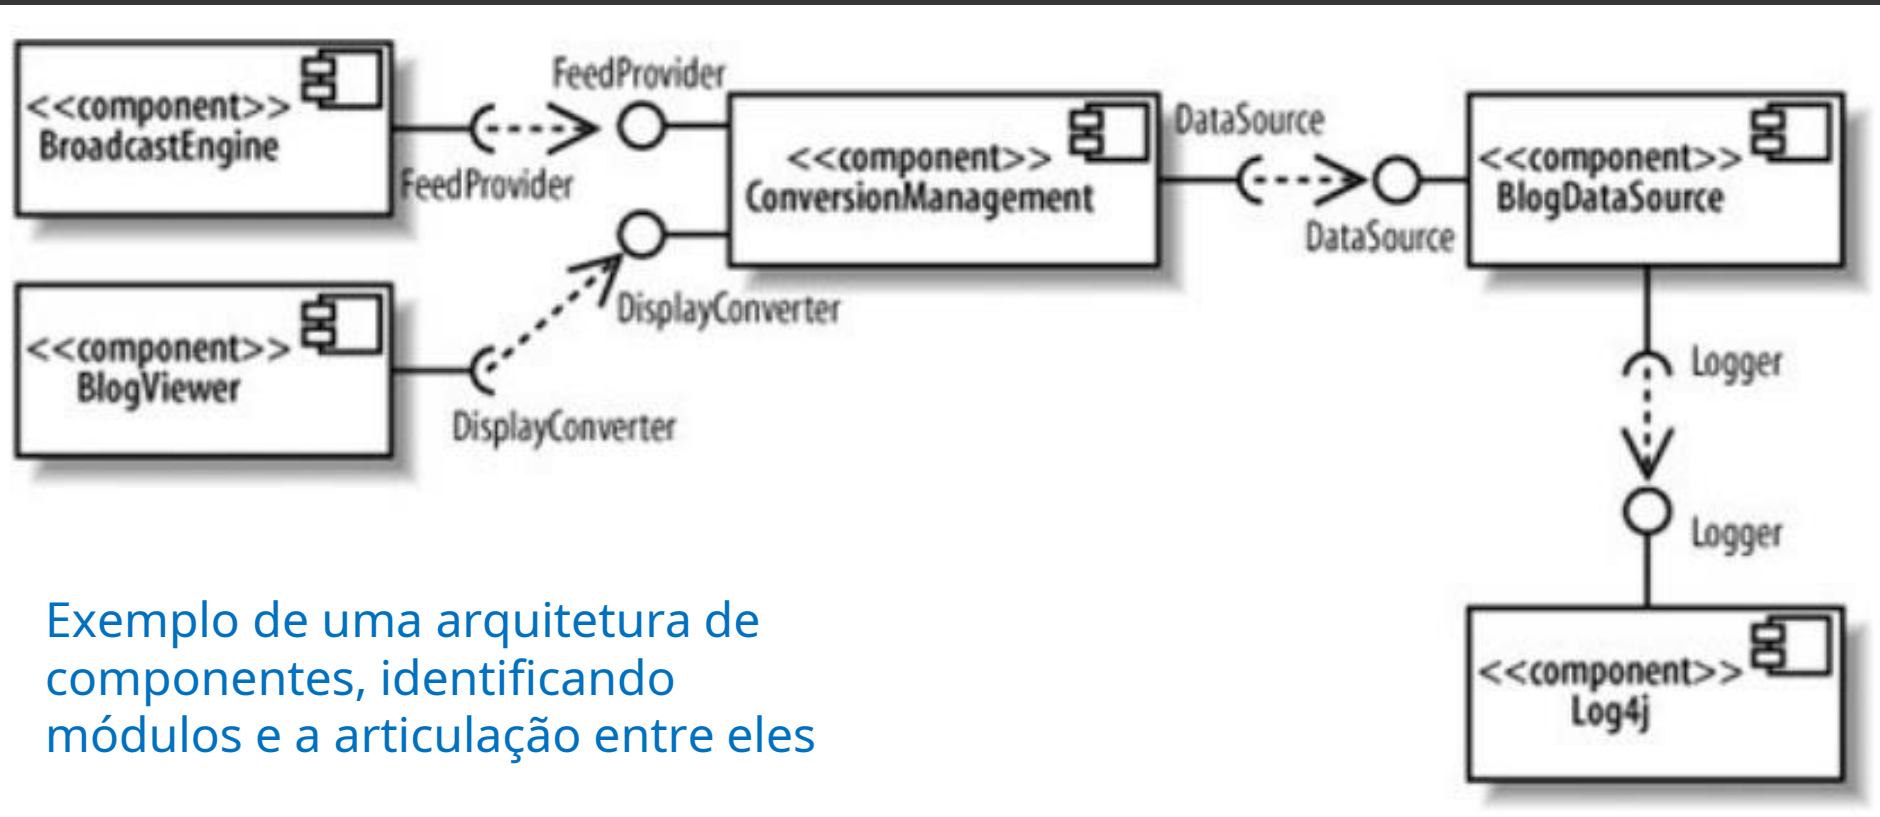 <<component>>
BroadcastEngine
FeedProvider
FeedProvider
<<component>>
ConversionManagement
DataSource
DataSource
<<component>>
BlogDataSource
<<component>>
BlogViewer
DisplayConverter
DisplayConverter
Logger
Logger
<<component>>
Log4j
Exemplo de uma arquitetura de
componentes, identificando
módulos e a articulação entre eles